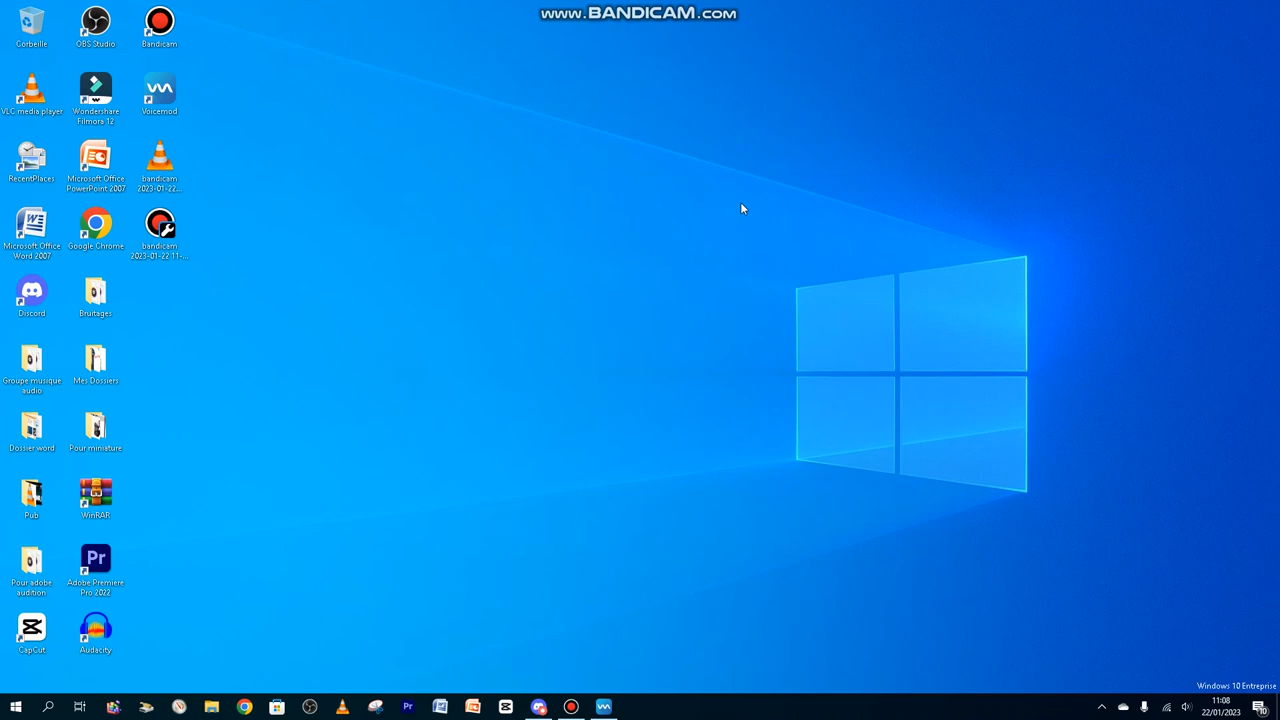 www.BANDICAM.com
Corbeille
OBS Studio
Bandicam
VLC media player
Wondershare
Filmora 12
Voicemod
RecentPlaces
Microsoft Office
PowerPoint 2007
bandicam
2023-01-22...
Microsoft Office
Word 2007
Google Chrome
bandicam
2023-01-22 11-...
Discord
Bruitages
Groupe musique
audio
Mes Dossiers
Dossier word
Pour miniature
Pub
WinRAR
Pour adobe
audition
Pr
Adobe Premiere
Pro 2022
CapCut
Audacity
Windows 10 Entreprise
Pr
11:08
22/01/2023
10